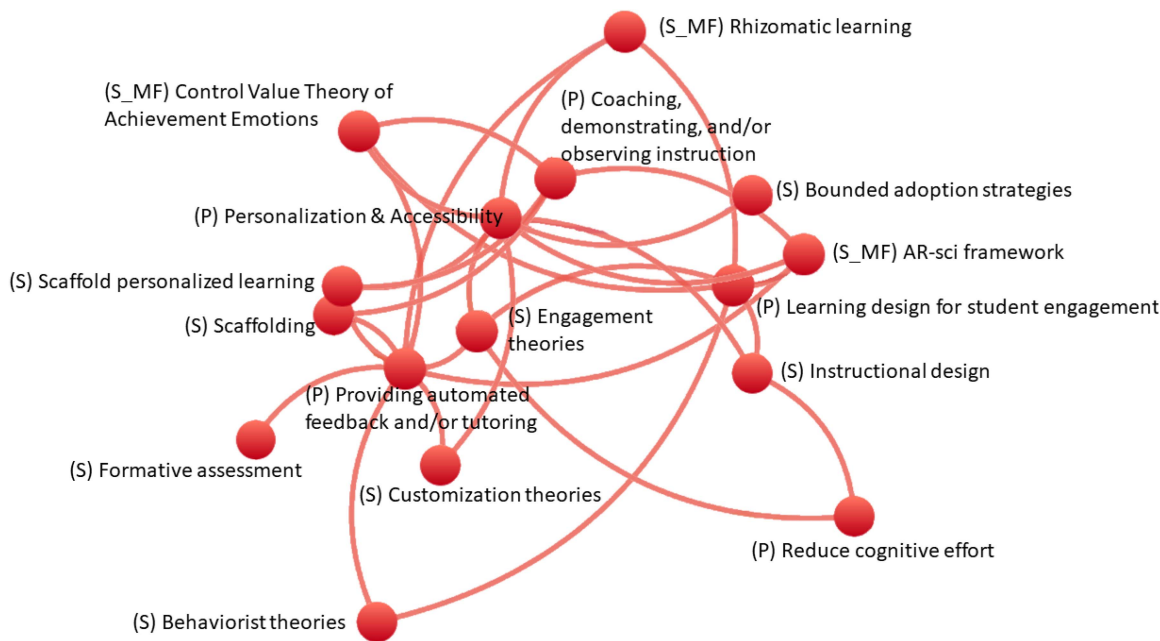 (S_MF) Rhizomatic learning
(S_MF) Control Value Theory of
Achievement Emotions
(P) Coaching,
demonstrating, and/or
observing instruction
(S) Bounded adoption strategies
(P) Personalization & Accessibility
(S_MF) AR-sci framework
(S) Scaffold personalized learning
(P) Learning design for student engagement
(S) Scaffolding
(S) Engagement
theories
(S) Instructional design
(P) Providing automated
feedback and/or tutoring
(S) Formative assessment
(S) Customization theories
(P) Reduce cognitive effort
(S) Behaviorist theories